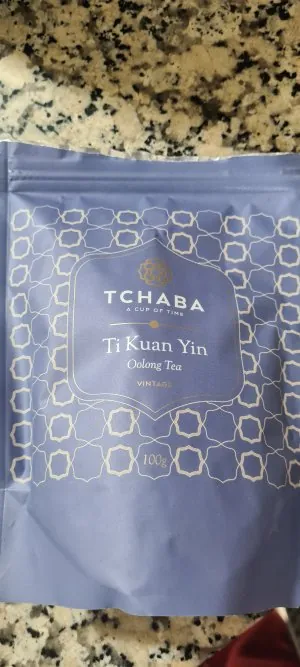 TCHABA
A CUP OF TIME
Ti Kuan Yin
Oolong Tea
VINTAGE
100g